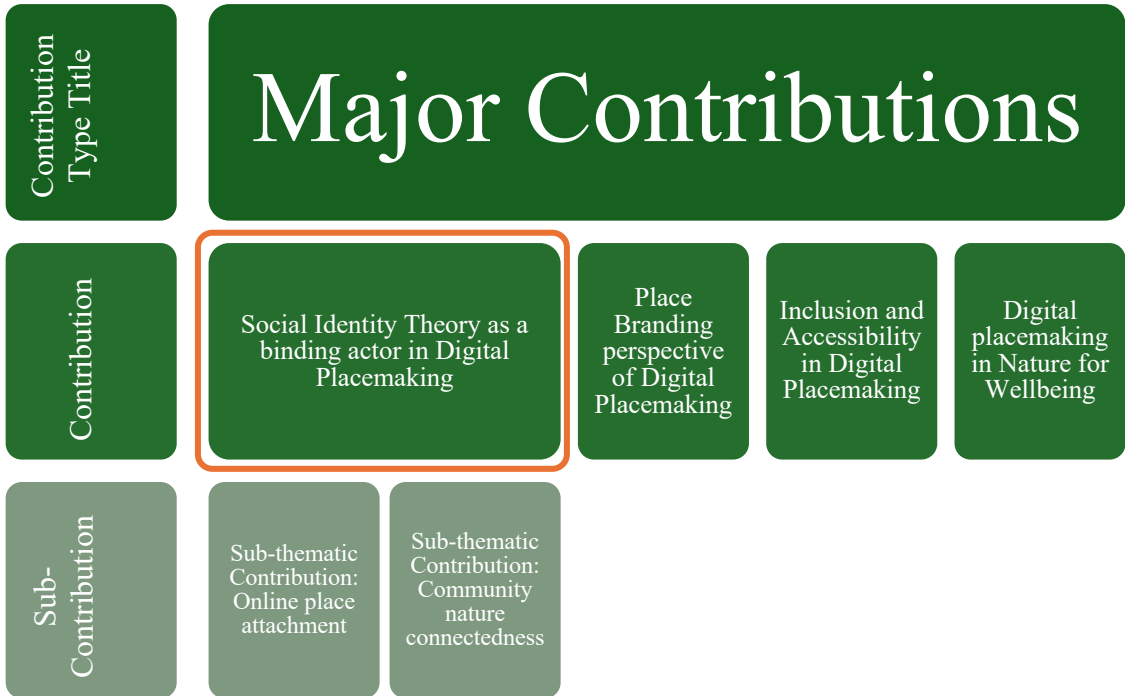 Contribution
Type Title
Major Contributions
Contribution
Social Identity Theory as a
binding actor in Digital
Placemaking
Place
Branding
perspective
of Digital
Placemaking
Inclusion and
Accessibility
in Digital
Placemaking
Digital
placemaking
in Nature for
Wellbeing
Sub-
Contribution
Sub-thematic
Contribution:
Online place
attachment
Sub-thematic
Contribution:
Community
nature
connectedness